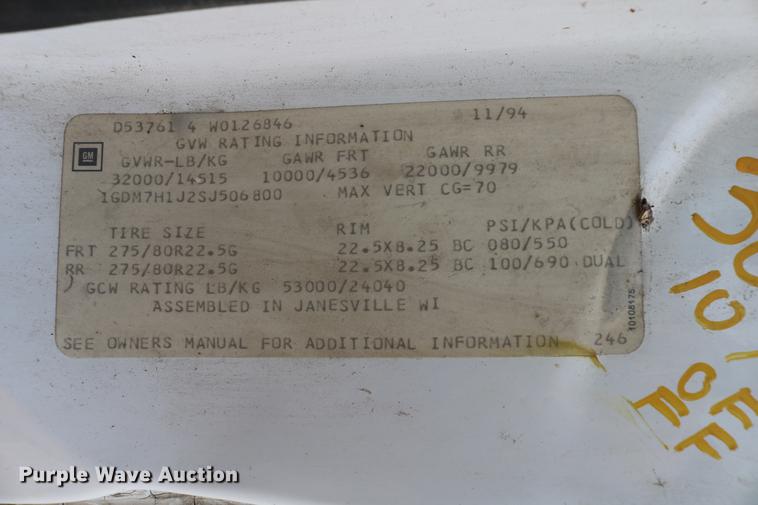 D53761 4 W0126846 11/94
GVW RATING INFORMATION
GM
GVWR-LB/KG GAWR FRT GAWR RR
32000/14515 10000/4536 22000/9979
1GDM7H1J2SJ506800 MAX VERT CG=70
TIRE SIZE RIM PSI/KPA(COLD)
FRT 275/80R22.5G 22.5X8.25 BC 080/550
RR 275/80R22.5G 22.5X8.25 BC 100/690 DUAL
) GCW RATING LB/KG 53000/24040
ASSEMBLED IN JANESVILLE WI
SEE OWNERS MANUAL FOR ADDITIONAL INFORMATION 246
10108175
10/
OFF
FF
Purple Wave Auction